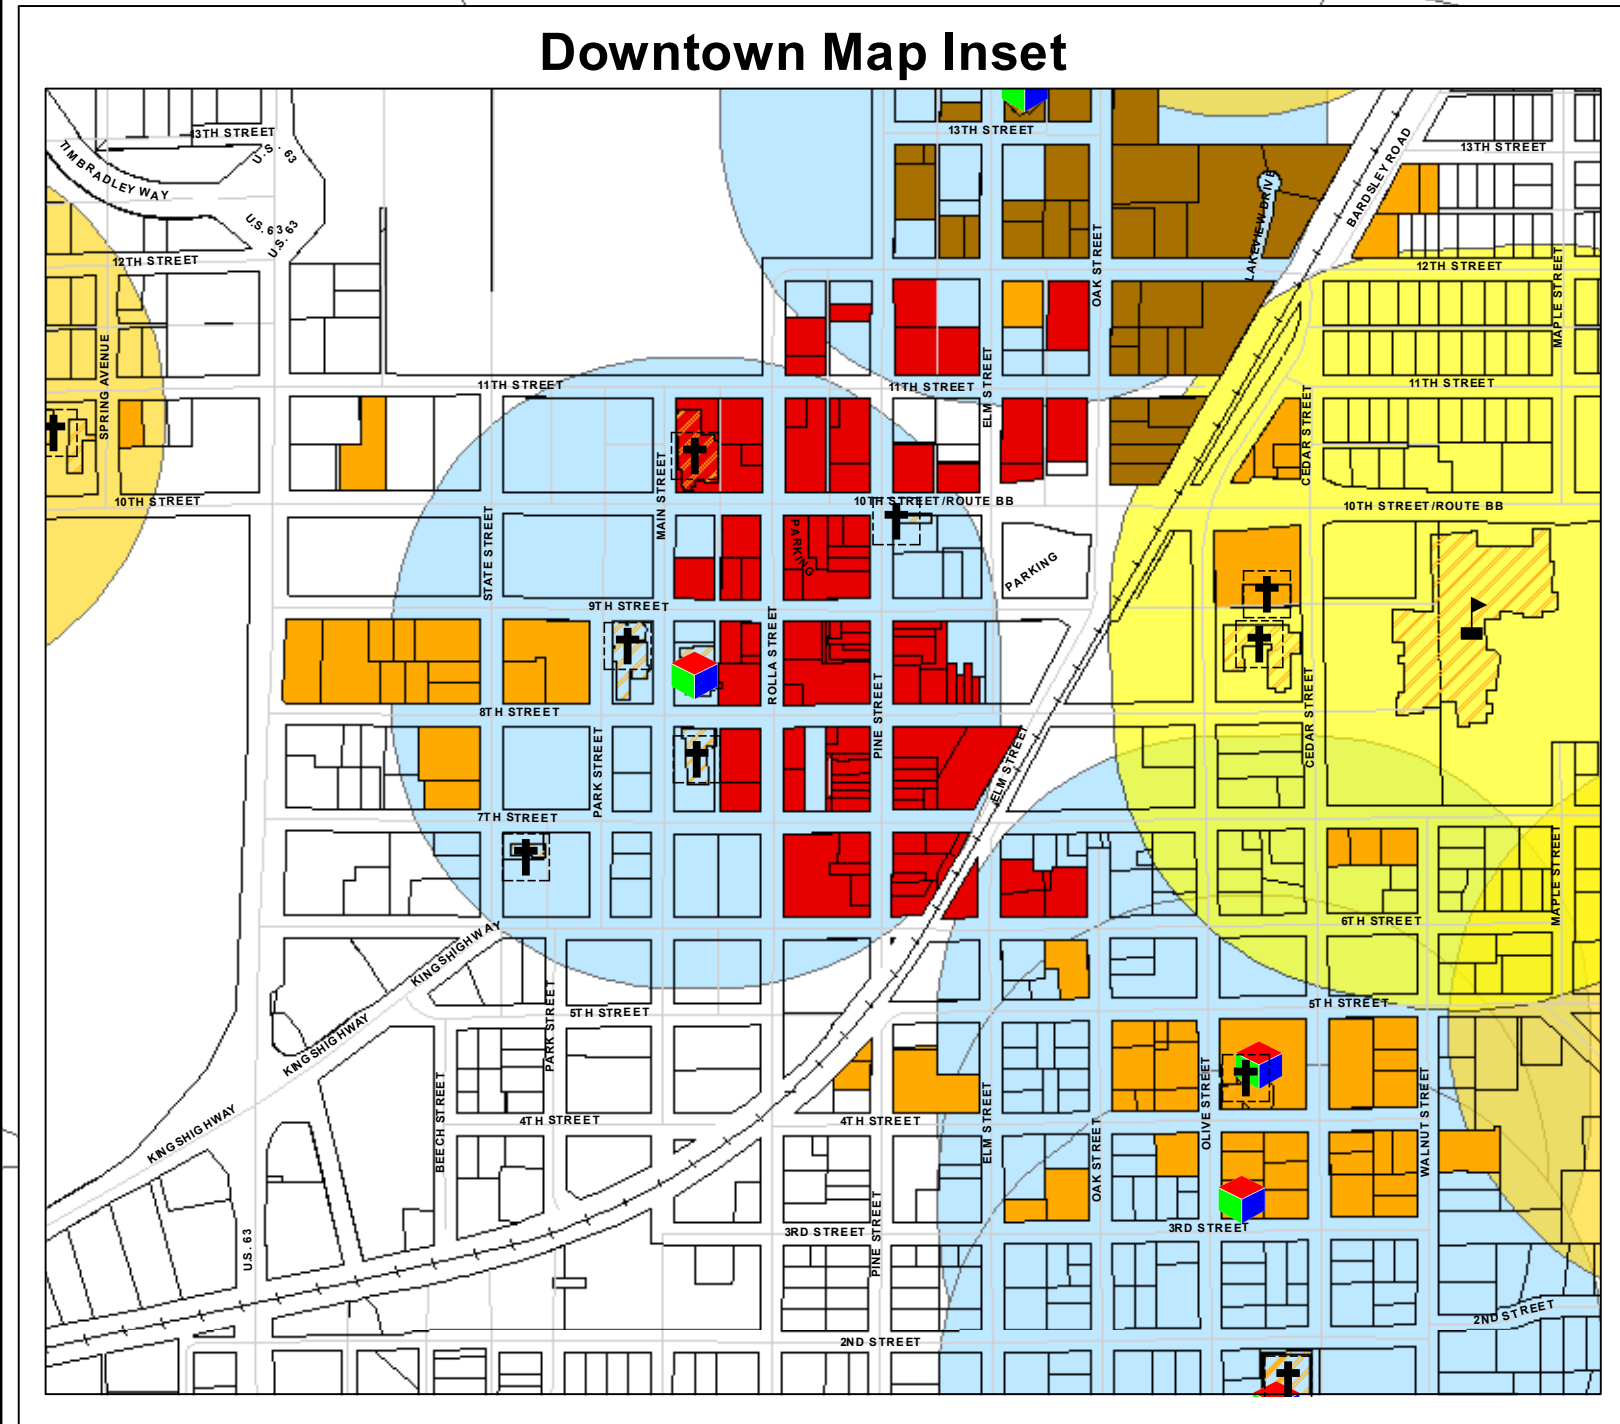 Downtown Map Inset
13TH STREET
U.S. 63
TIM BRADLEY WAY
13TH STREET
BARDSLEY ROAD
13TH STREET
LAKEVIEW DRIVE
U.S. 63
U.S. 63
12TH STREET
OAK STREET
12TH STREET
MAPLE STREET
SPRING AVENUE
11TH STREET
11TH STREET
ELM STREET
11TH STREET
CEDAR STREET
10TH STREET
MAIN STREET
10TH STREET/ROUTE BB
10TH STREET/ROUTE BB
STATE STREET
PARKING
PARKING
9TH STREET
ROLLA STREET
8TH STREET
PINE STREET
CEDAR STREET
PARK STREET
ELM STREET
7TH STREET
MAPLE STREET
6TH STREET
KINGSHIGHWAY
5TH STREET
5TH STREET
PARK STREET
KINGSHIGHWAY
BEECH STREET
OLIVE STREET
WALNUT STREET
KINGSHIGHWAY
4TH STREET
4TH STREET
ELM STREET
OAK STREET
3RD STREET
3RD STREET
PINE STREET
U.S. 63
2ND STREET
2ND STREET